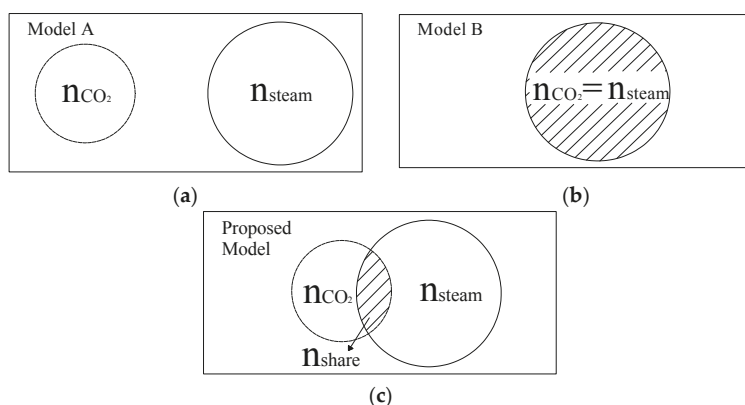 Model A
nCO₂
nsteam
(a)
Model B
nCO₂= nsteam
(b)
Proposed
Model
nCO₂
nsteam
nshare
(c)